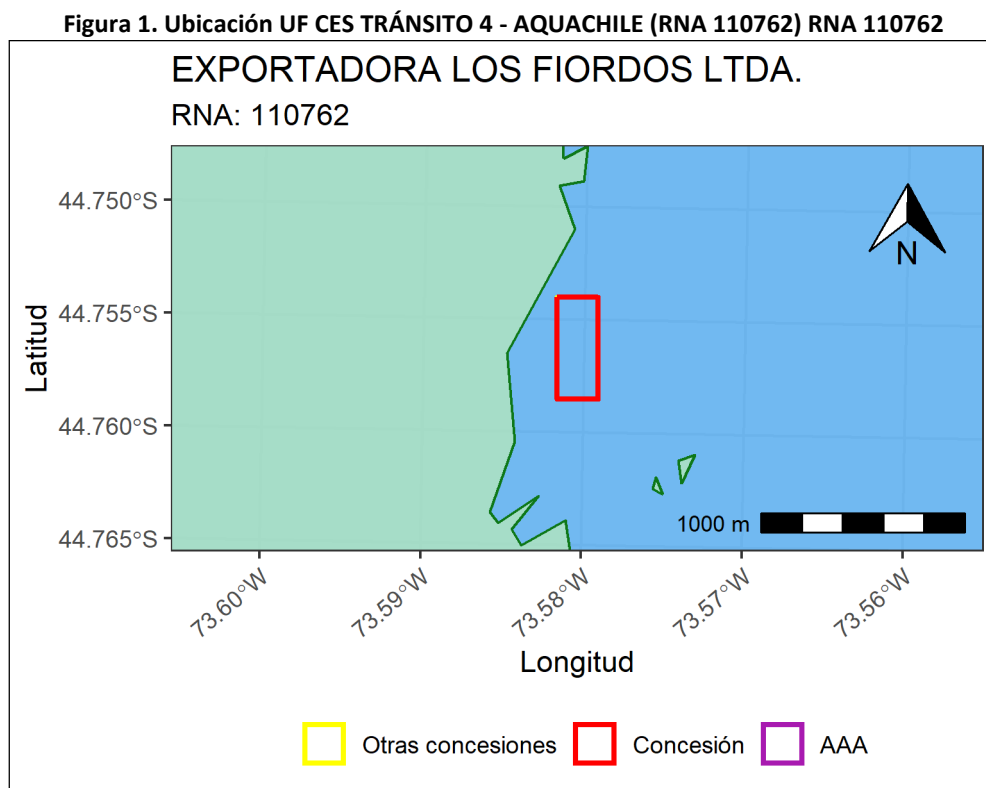 Figura 1. Ubicación UF CES TRÁNSITO 4 - AQUACHILE (RNA 110762) RNA 110762
EXPORTADORA LOS FIORDOS LTDA.
RNA: 110762
44.750°S
44.755°S
44.760°S
44.765°S
Latitud
N
1000 m
73.60°W
73.59°W
73.58°W
73.57°W
73.56°W
Longitud
Otras concesiones
Concesión
AAA